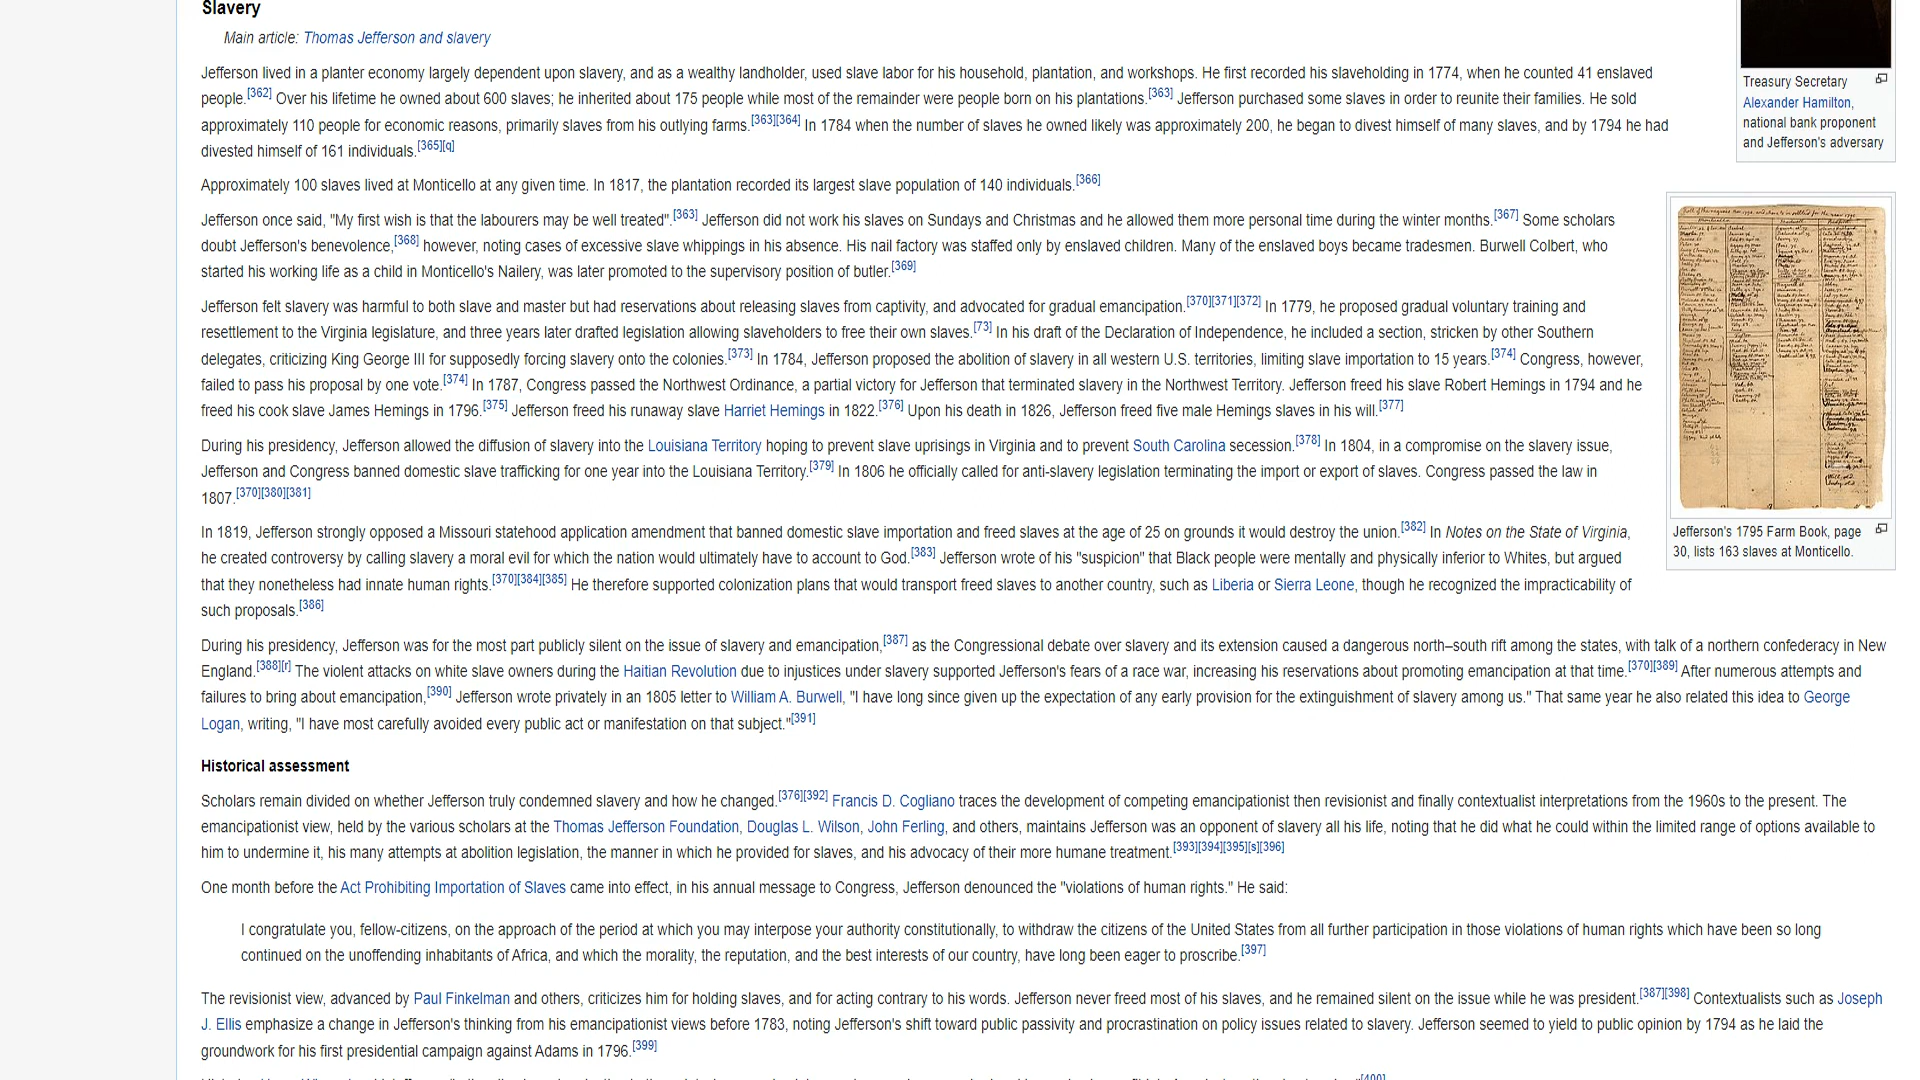 Slavery
Main article: Thomas Jefferson and slavery
Jefferson lived in a planter economy largely dependent upon slavery, and as a wealthy landholder, used slave labor for his household, plantation, and workshops. He first recorded his slaveholding in 1774, when he counted 41 enslaved
people.[362] Over his lifetime he owned about 600 slaves; he inherited about 175 people while most of the remainder were people born on his plantations.[363] Jefferson purchased some slaves in order to reunite their families. He sold
approximately 110 people for economic reasons, primarily slaves from his outlying farms.[363][364] In 1784 when the number of slaves he owned likely was approximately 200, he began to divest himself of many slaves, and by 1794 he had
divested himself of 161 individuals.[365][q]
Approximately 100 slaves lived at Monticello at any given time. In 1817, the plantation recorded its largest slave population of 140 individuals.[366]
Jefferson once said, "My first wish is that the labourers may be well treated".[363] Jefferson did not work his slaves on Sundays and Christmas and he allowed them more personal time during the winter months.[367] Some scholars
doubt Jefferson's benevolence,[368] however, noting cases of excessive slave whippings in his absence. His nail factory was staffed only by enslaved children. Many of the enslaved boys became tradesmen. Burwell Colbert, who
started his working life as a child in Monticello's Nailery, was later promoted to the supervisory position of butler.[369]
Jefferson felt slavery was harmful to both slave and master but had reservations about releasing slaves from captivity, and advocated for gradual emancipation.[370][371][372] In 1779, he proposed gradual voluntary training and
resettlement to the Virginia legislature, and three years later drafted legislation allowing slaveholders to free their own slaves.[73] In his draft of the Declaration of Independence, he included a section, stricken by other Southern
delegates, criticizing King George III for supposedly forcing slavery onto the colonies.[373] In 1784, Jefferson proposed the abolition of slavery in all western U.S. territories, limiting slave importation to 15 years.[374] Congress, however,
failed to pass his proposal by one vote.[374] In 1787, Congress passed the Northwest Ordinance, a partial victory for Jefferson that terminated slavery in the Northwest Territory. Jefferson freed his slave Robert Hemings in 1794 and he
freed his cook slave James Hemings in 1796.[375] Jefferson freed his runaway slave Harriet Hemings in 1822.[376] Upon his death in 1826, Jefferson freed five male Hemings slaves in his will.[377]
During his presidency, Jefferson allowed the diffusion of slavery into the Louisiana Territory hoping to prevent slave uprisings in Virginia and to prevent South Carolina secession.[378] In 1804, in a compromise on the slavery issue,
Jefferson and Congress banned domestic slave trafficking for one year into the Louisiana Territory.[379] In 1806 he officially called for anti-slavery legislation terminating the import or export of slaves. Congress passed the law in
1807.[370][380][381]
In 1819, Jefferson strongly opposed a Missouri statehood application amendment that banned domestic slave importation and freed slaves at the age of 25 on grounds it would destroy the union.[382] In Notes on the State of Virginia,
he created controversy by calling slavery a moral evil for which the nation would ultimately have to account to God.[383] Jefferson wrote of his "suspicion" that Black people were mentally and physically inferior to Whites, but argued
that they nonetheless had innate human rights.[370][384][385] He therefore supported colonization plans that would transport freed slaves to another country, such as Liberia or Sierra Leone, though he recognized the impracticability of
such proposals.[386]
During his presidency, Jefferson was for the most part publicly silent on the issue of slavery and emancipation,[387] as the Congressional debate over slavery and its extension caused a dangerous north–south rift among the states, with talk of a northern confederacy in New
England.[388][r] The violent attacks on white slave owners during the Haitian Revolution due to injustices under slavery supported Jefferson's fears of a race war, increasing his reservations about promoting emancipation at that time.[370][389] After numerous attempts and
failures to bring about emancipation,[390] Jefferson wrote privately in an 1805 letter to William A. Burwell, "I have long since given up the expectation of any early provision for the extinguishment of slavery among us." That same year he also related this idea to George
Logan, writing, "I have most carefully avoided every public act or manifestation on that subject."[391]
Historical assessment
Scholars remain divided on whether Jefferson truly condemned slavery and how he changed.[376][392] Francis D. Cogliano traces the development of competing emancipationist then revisionist and finally contextualist interpretations from the 1960s to the present. The
emancipationist view, held by the various scholars at the Thomas Jefferson Foundation, Douglas L. Wilson, John Ferling, and others, maintains Jefferson was an opponent of slavery all his life, noting that he did what he could within the limited range of options available to
him to undermine it, his many attempts at abolition legislation, the manner in which he provided for slaves, and his advocacy of their more humane treatment.[393][394][395][s][396]
One month before the Act Prohibiting Importation of Slaves came into effect, in his annual message to Congress, Jefferson denounced the "violations of human rights." He said:
I congratulate you, fellow-citizens, on the approach of the period at which you may interpose your authority constitutionally, to withdraw the citizens of the United States from all further participation in those violations of human rights which have been so long
continued on the unoffending inhabitants of Africa, and which the morality, the reputation, and the best interests of our country, have long been eager to proscribe.[397]
The revisionist view, advanced by Paul Finkelman and others, criticizes him for holding slaves, and for acting contrary to his words. Jefferson never freed most of his slaves, and he remained silent on the issue while he was president.[387][398] Contextualists such as Joseph
J. Ellis emphasize a change in Jefferson's thinking from his emancipationist views before 1783, noting Jefferson's shift toward public passivity and procrastination on policy issues related to slavery. Jefferson seemed to yield to public opinion by 1794 as he laid the
groundwork for his first presidential campaign against Adams in 1796.[399]
Treasury Secretary
Alexander Hamilton,
national bank proponent
and Jefferson's adversary
Jefferson's 1795 Farm Book, page
30, lists 163 slaves at Monticello.